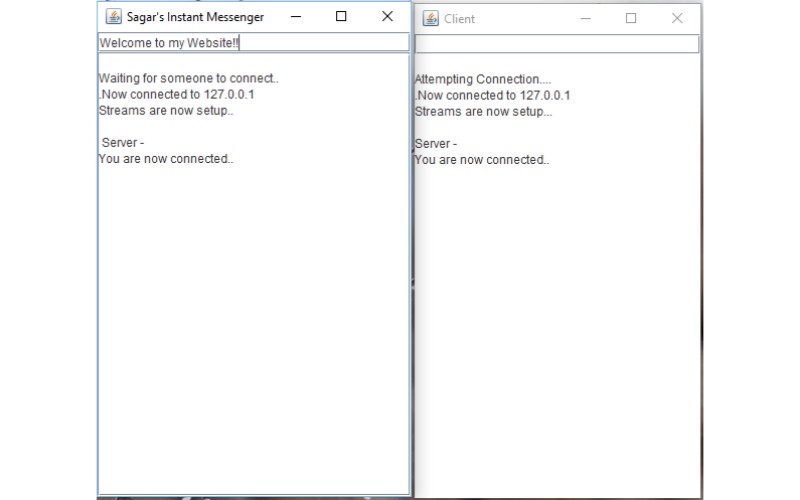 Sagar's Instant Messenger
Welcome to my Website!!
Waiting for someone to connect..
.Now connected to 127.0.0.1
Streams are now setup..
Server -
You are now connected..
Client
Attempting Connection....
.Now connected to 127.0.0.1
Streams are now setup...
Server -
You are now connected..